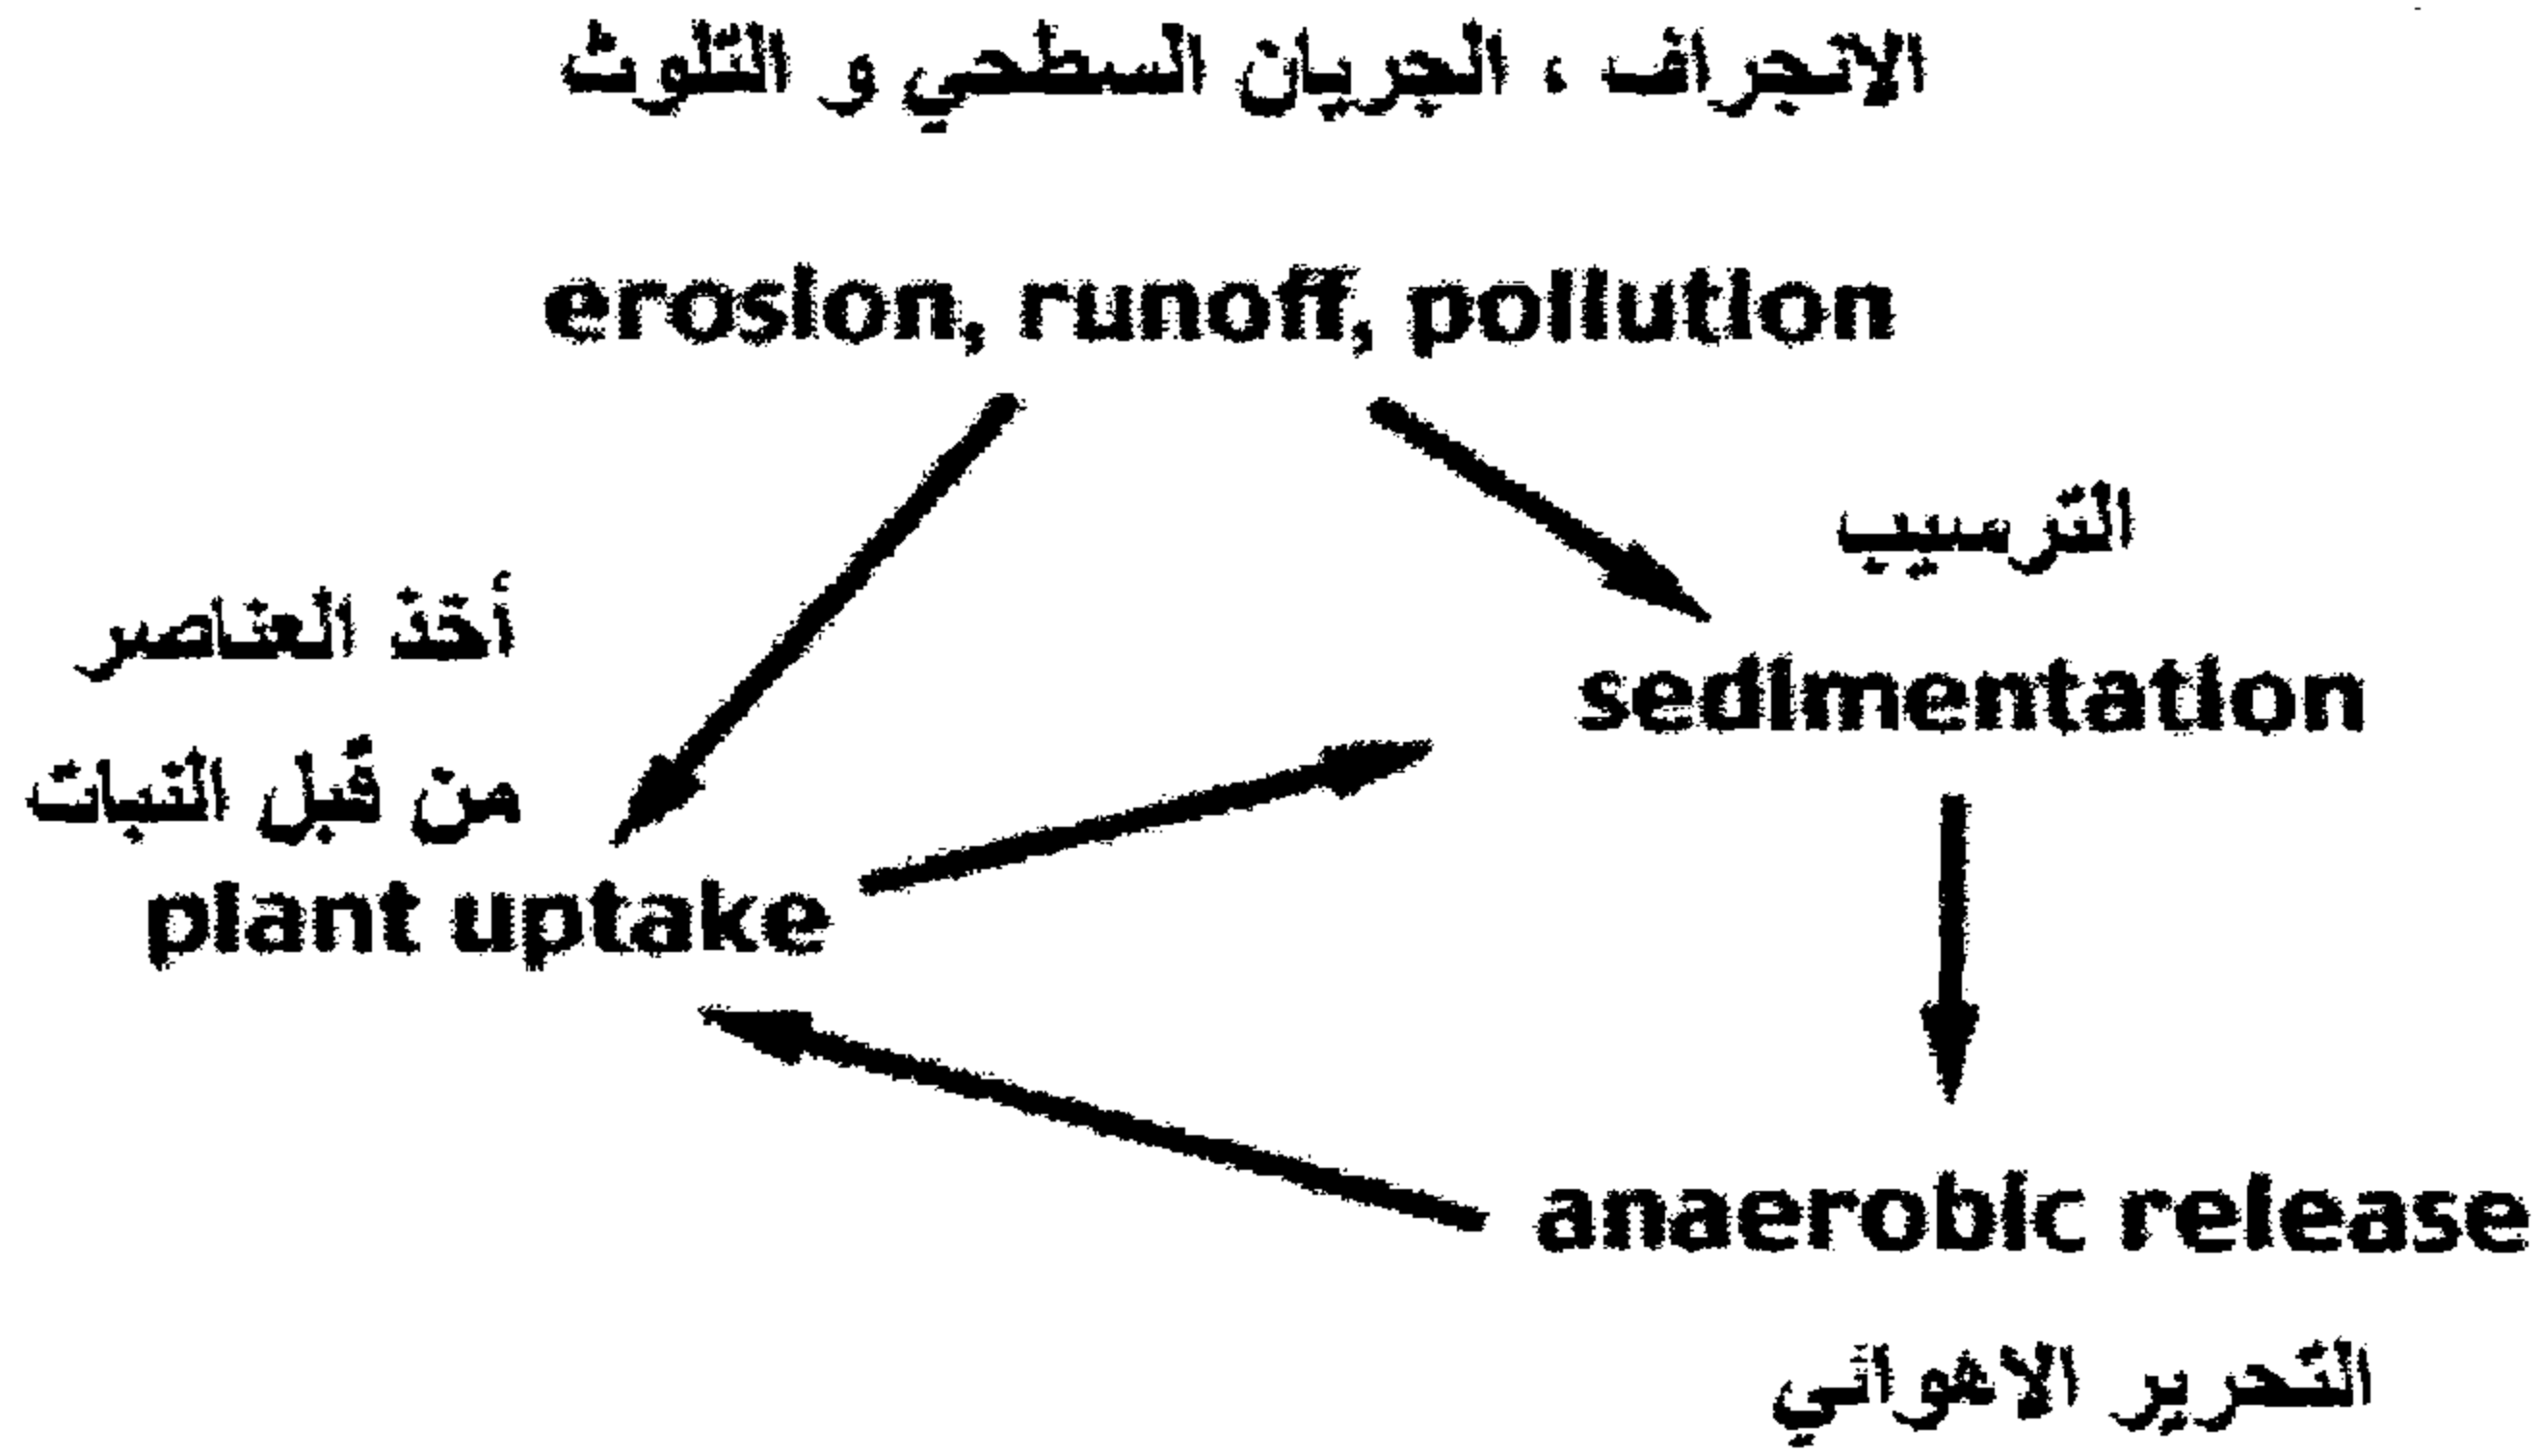 الانجراف ، الجريان السطحي و التلوث
erosion, runoff, pollution
الترسيب
sedimentation
أخذ العناصر
من قبل النبات
plant uptake
anaerobic release
التحرير الاهوائي